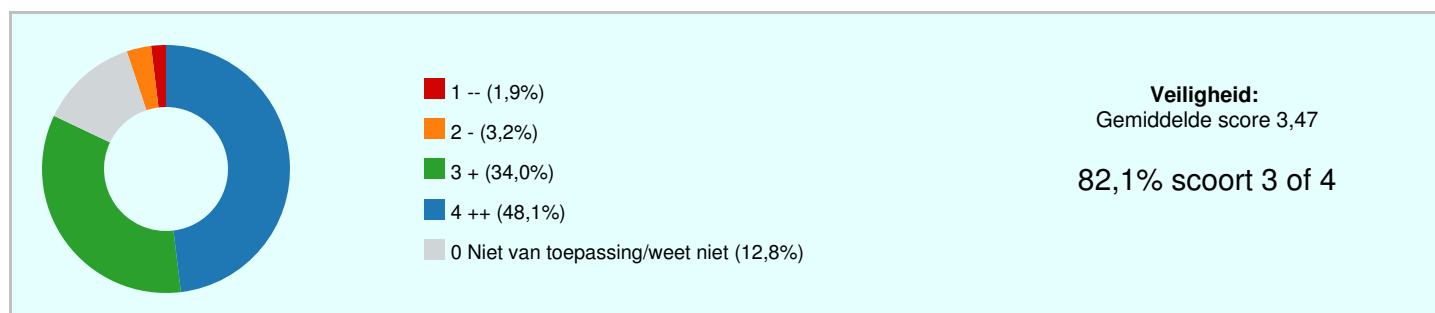 1 -- (1,9%)
2 - (3,2%)
3 + (34,0%)
4 ++ (48,1%)
0 Niet van toepassing/weet niet (12,8%)
Veiligheid:
Gemiddelde score 3,47
82,1% scoort 3 of 4